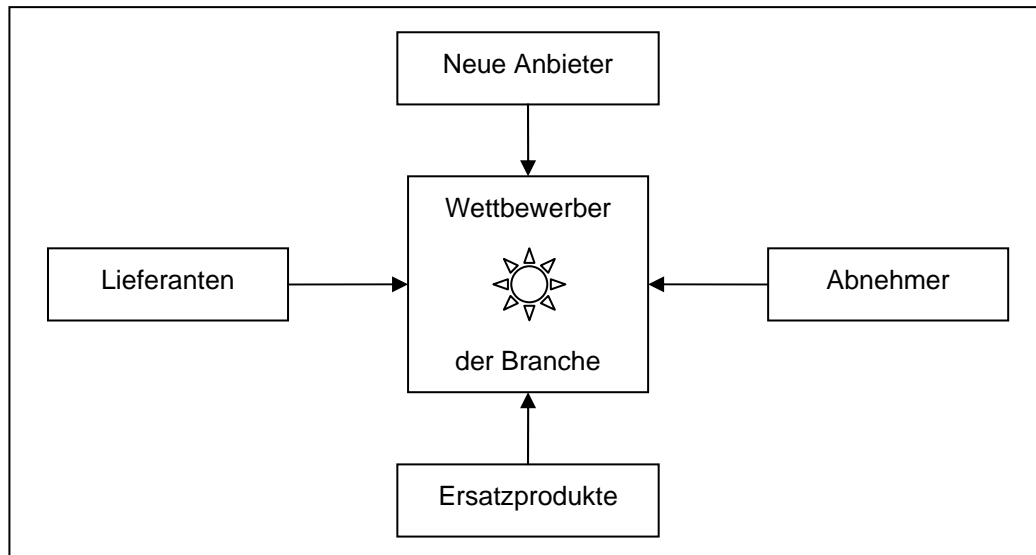 Neue Anbieter
Wettbewerber
Lieferanten
Abnehmer
der Branche
Ersatzprodukte